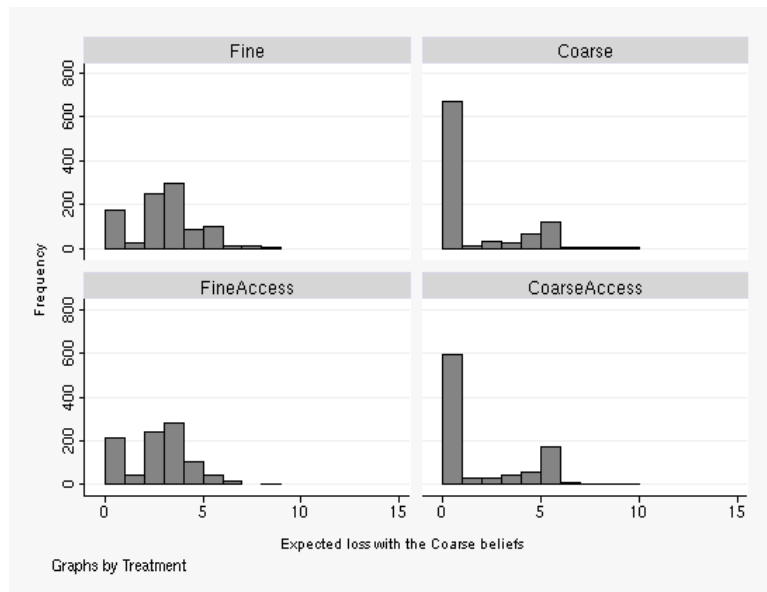 Fine
Coarse
800
600
400
200
0
FineAccess
CoarseAccess
800
600
400
200
0
Frequency
0 5 10 15
0 5 10 15
Expected loss with the Coarse beliefs
Graphs by Treatment